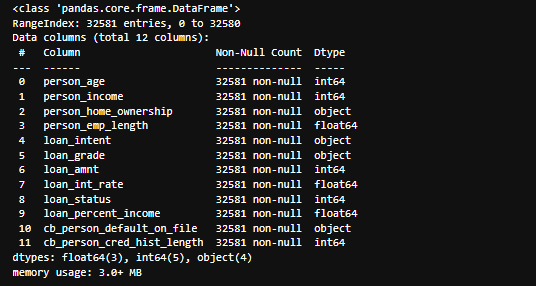 <class 'pandas.core.frame.DataFrame'>
RangeIndex: 32581 entries, 0 to 32580
Data columns (total 12 columns):
 #   Column                      Non-Null Count  Dtype
---  ------                      --------------  -----
 0   person_age                  32581 non-null  int64
 1   person_income               32581 non-null  int64
 2   person_home_ownership       32581 non-null  object
 3   person_emp_length           32581 non-null  float64
 4   loan_intent                 32581 non-null  object
 5   loan_grade                  32581 non-null  object
 6   loan_amnt                   32581 non-null  int64
 7   loan_int_rate               32581 non-null  float64
 8   loan_status                 32581 non-null  int64
 9   loan_percent_income         32581 non-null  float64
 10  cb_person_default_on_file   32581 non-null  object
 11  cb_person_cred_hist_length  32581 non-null  int64
dtypes: float64(3), int64(5), object(4)
memory usage: 3.0+ MB